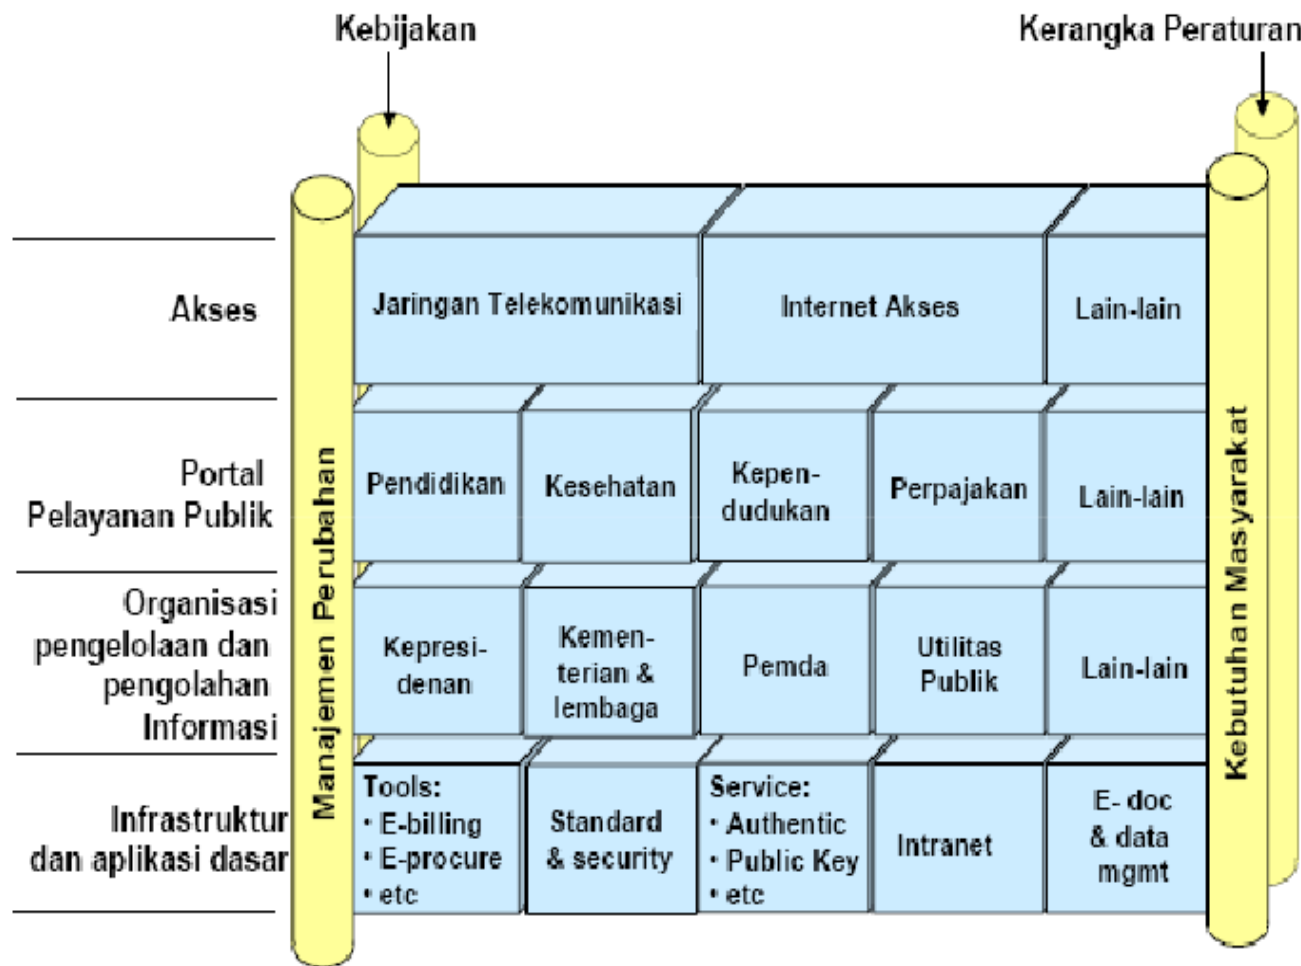 Kebijakan
Kerangka Peraturan
Akses
Jaringan Telekomunikasi
Internet Akses
Lain-lain
Portal
Pelayanan Publik
Pendidikan
Kesehatan
Kepen-
dudukan
Perpajakan
Lain-lain
Organisasi
pengelolaan dan
pengolahan
Informasi
Kepresi-
denan
Kemen-
terian &
lembaga
Pemda
Utilitas
Publik
Lain-lain
Infrastruktur
dan aplikasi dasar
Tools:
• E-billing
• E-procure
• etc
Standard
& security
Service:
• Authentic
• Public Key
• etc
Intranet
E- doc
& data
mgmt
Manajemen Perubahan
Kebutuhan Masyarakat